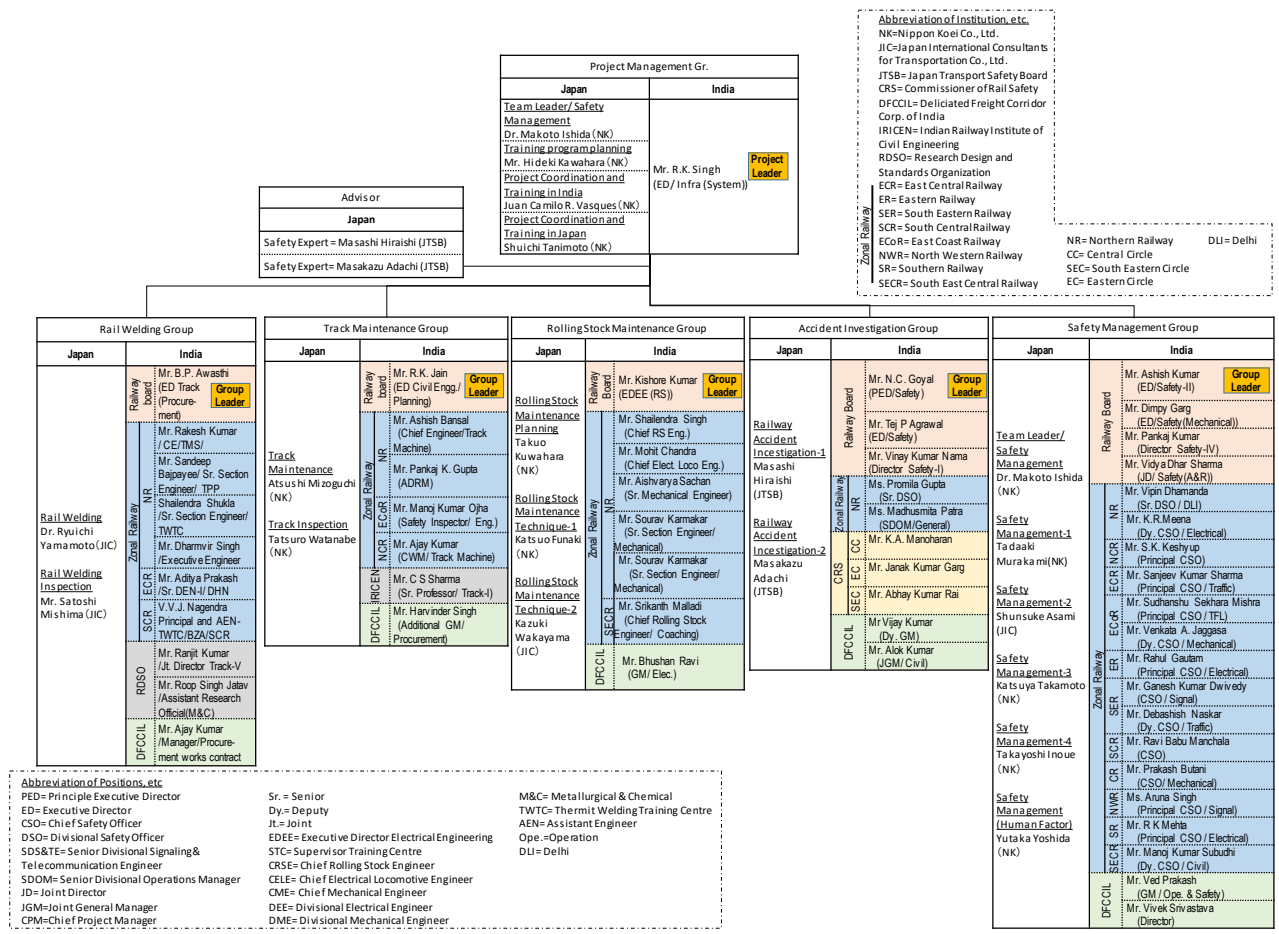 Abbreviation of Institution, etc.
NK=Nippon Koei Co., Ltd.
JIC=Japan International Consultants
for Transportation Co., Ltd.
JTSB= Japan Transport Safety Board
CRS= Commissioner of Rail Safety
DFCCIL= Deliciated Freight Corridor
Corp. of India
IRICEN= Indian Railway Institute of
Civil Engineering
RDSO= Research Design and
Standards Organization
Zonal Railway
ECR= East Central Railway
ER= Eastern Railway
SER= South Eastern Railway
SCR= South Central Railway
ECoR= East Coast Railway
NWR= North Western Railway
SR= Southern Railway
SECR= South East Central Railway
NR= Northern Railway
CC= Central Circle
SEC= South Eastern Circle
EC= Eastern Circle
DLI= Delhi
Project Management Gr.
Japan
India
Team Leader/ Safety
Management
Dr. Makoto Ishida (NK)
Training program planning
Mr. Hideki Kawahara (NK)
Project Coordination and
Training in India
Juan Camilo R. Vasques (NK)
Project Coordination and
Training in Japan
Shuichi Tanimoto (NK)
Mr. R.K. Singh
(ED/ Infra (System))
Project
Leader
Advisor
Japan
Safety Expert = Masashi Hiraishi (JTSB)
Safety Expert= Masakazu Adachi (JTSB)
Rail Welding Group
Japan
India
Rail Welding
Dr. Ryuichi
Yamamoto (JIC)
Rail Welding
Inspection
Mr. Satoshi
Mishima (JIC)
Railway
board
Mr. B.P. Awasthi
(ED Track
(Procure-
ment)
Group
Leader
Zonal Railway
NR
Mr. Rakesh Kumar
/ CE/TMS/
Mr. Sandeep
Bajpayee/ Sr. Section
Engineer/ TPP
Shailendra Shukla
/Sr. Section Engineer/
TWTC
Mr. Dharmvir Singh
/Executive Engineer
ECR
Mr. Aditya Prakash
/Sr. DEN-I/ DHN
SCR
V.V.J. Nagendra
Principal and AEN-
TWTC/BZA/SCR
RDSO
Mr. Ranjit Kumar
/Jt. Director Track-V
Mr. Roop Singh Jatav
/Assistant Research
Official(M&C)
DFCCIL
Mr. Ajay Kumar
/Manager/Procure-
ment works contract
Track Maintenance Group
Japan
India
Track
Maintenance
Atsushi Mizoguchi
(NK)
Track Inspection
Tatsuro Watanabe
(NK)
Railway
board
Mr. R.K. Jain
(ED Civil Engg./
Planning)
Group
Leader
Zonal Railway
NR
Mr. Ashish Bansal
(Chief Engineer/Track
Machine)
Mr. Pankaj K. Gupta
(ADRM)
ECoR
Mr. Manoj Kumar Ojha
(Safety Inspector/ Eng.)
NCR
Mr. Ajay Kumar
(CWM/ Track Machine)
IRICEN
Mr. C S Sharma
(Sr. Professor/ Track-I)
DFCCIL
Mr. Harvinder Singh
(Additional GM/
Procurement)
Rolling Stock Maintenance Group
Japan
India
Rolling Stock
Maintenance
Planning
Takuo
Kuwahara
(NK)
Rolling Stock
Maintenance
Technique-1
Katsuo Funaki
(NK)
Rolling Stock
Maintenance
Technique-2
Kazuki
Wakayama
(JIC)
Railway
Board
Mr. Kishore Kumar
(EDEE (RS))
Group
Leader
Zonal Railway
NR
Mr. Shailendra Singh
(Chief RS Eng.)
Mr. Mohit Chandra
(Chief Elect. Loco Eng.)
Mr. Aishvarya Sachan
(Sr. Mechanical Engineer)
Mr. Sourav Karmakar
(Sr. Section Engineer/
Mechanical)
Mr. Sourav Karmakar
(Sr. Section Engineer/
Mechanical)
SECR
Mr. Srikanth Malladi
(Chief Rolling Stock
Engineer/ Coaching)
DFCCIL
Mr. Bhushan Ravi
(GM/ Elec.)
Accident Investigation Group
Japan
India
Railway
Accident
Investigation-1
Masashi
Hiraishi
(JTSB)
Railway
Accident
Investigation-2
Masakazu
Adachi
(JTSB)
Railway Board
Mr. N.C. Goyal
(PED/Safety)
Group
Leader
Mr. Tej P Agrawal
(ED/Safety)
Mr. Vinay Kumar Nama
(Director Safety-I)
Zonal Railway
NR
Ms. Promila Gupta
(Sr. DSO)
Ms. Madhusmita Patra
(SDOM/General)
CRS
CC
Mr. K.A. Manoharan
EC
Mr. Janak Kumar Garg
SEC
Mr. Abhay Kumar Rai
DFCCIL
Mr Vijay Kumar
(Dy. GM)
Mr. Alok Kumar
(JGM/ Civil)
Safety Management Group
Japan
India
Team Leader/
Safety
Management
Dr. Makoto Ishida
(NK)
Safety
Management-1
Tadaaki
Murakami(NK)
Safety
Management-2
Shunsuke Asami
(JIC)
Safety
Management-3
Katsuya Takamoto
(NK)
Safety
Management-4
Takayoshi Inoue
(NK)
Safety
Management
(Human Factor)
Yutaka Yoshida
(NK)
Railway Board
Mr. Ashish Kumar
(ED/Safety-II)
Group
Leader
Mr. Dimpy Garg
(ED/Safety(Mechanical))
Mr. Pankaj Kumar
(Director Safety-IV)
Mr. Vidya Dhar Sharma
(JD/ Safety(A&R))
Zonal Railway
NR
Mr. Vipin Dhamanda
(Sr. DSO / DLI)
Mr. K.R.Meena
(Dy. CSO / Electrical)
NCR
Mr. S.K. Keshyup
(Principal CSO)
ECR
Mr. Sanjeev Kumar Sharma
(Principal CSO / Traffic)
ECoR
Mr. Sudhanshu Sekhara Mishra
(Principal CSO / TFL)
Mr. Venkata A. Jaggasa
(Dy. CSO / Mechanical)
ER
Mr. Rahul Gautam
(Principal CSO / Electrical)
SER
Mr. Ganesh Kumar Dwivedy
(CSO / Signal)
Mr. Debashish Naskar
(Dy. CSO / Traffic)
SCR
Mr. Ravi Babu Manchala
(CSO)
CR
Mr. Prakash Butani
(CSO/ Mechanical)
NWR
Ms. Aruna Singh
(Principal CSO / Signal)
SR
Mr. R K Mehta
(Principal CSO / Electrical)
SECR
Mr. Manoj Kumar Subudhi
(Dy. CSO / Civil)
DFCCIL
Mr. Ved Prakash
(GM / Ope. & Safety)
Mr. Vivek Srivastava
(Director)
Abbreviation of Positions, etc
PED= Principle Executive Director
ED= Executive Director
CSO= Chief Safety Officer
DSO= Divisional Safety Officer
SDS&TE= Senior Divisional Signaling&
Telecommunication Engineer
SDOM= Senior Divisional Operations Manager
JD= Joint Director
JGM=Joint General Manager
CPM=Chief Project Manager
Sr. = Senior
Dy.= Deputy
Jt.= Joint
EDEE= Executive Director Electrical Engineering
STC= Supervisor Training Centre
CRSE= Chief Rolling Stock Engineer
CELE= Chief Electrical Locomotive Engineer
CME= Chief Mechanical Engineer
DEE= Divisional Electrical Engineer
DME= Divisional Mechanical Engineer
M&C= Metallurgical & Chemical
TWTC= Thermit Welding Training Centre
AEN= Assistant Engineer
Ope.=Operation
DLI= Delhi